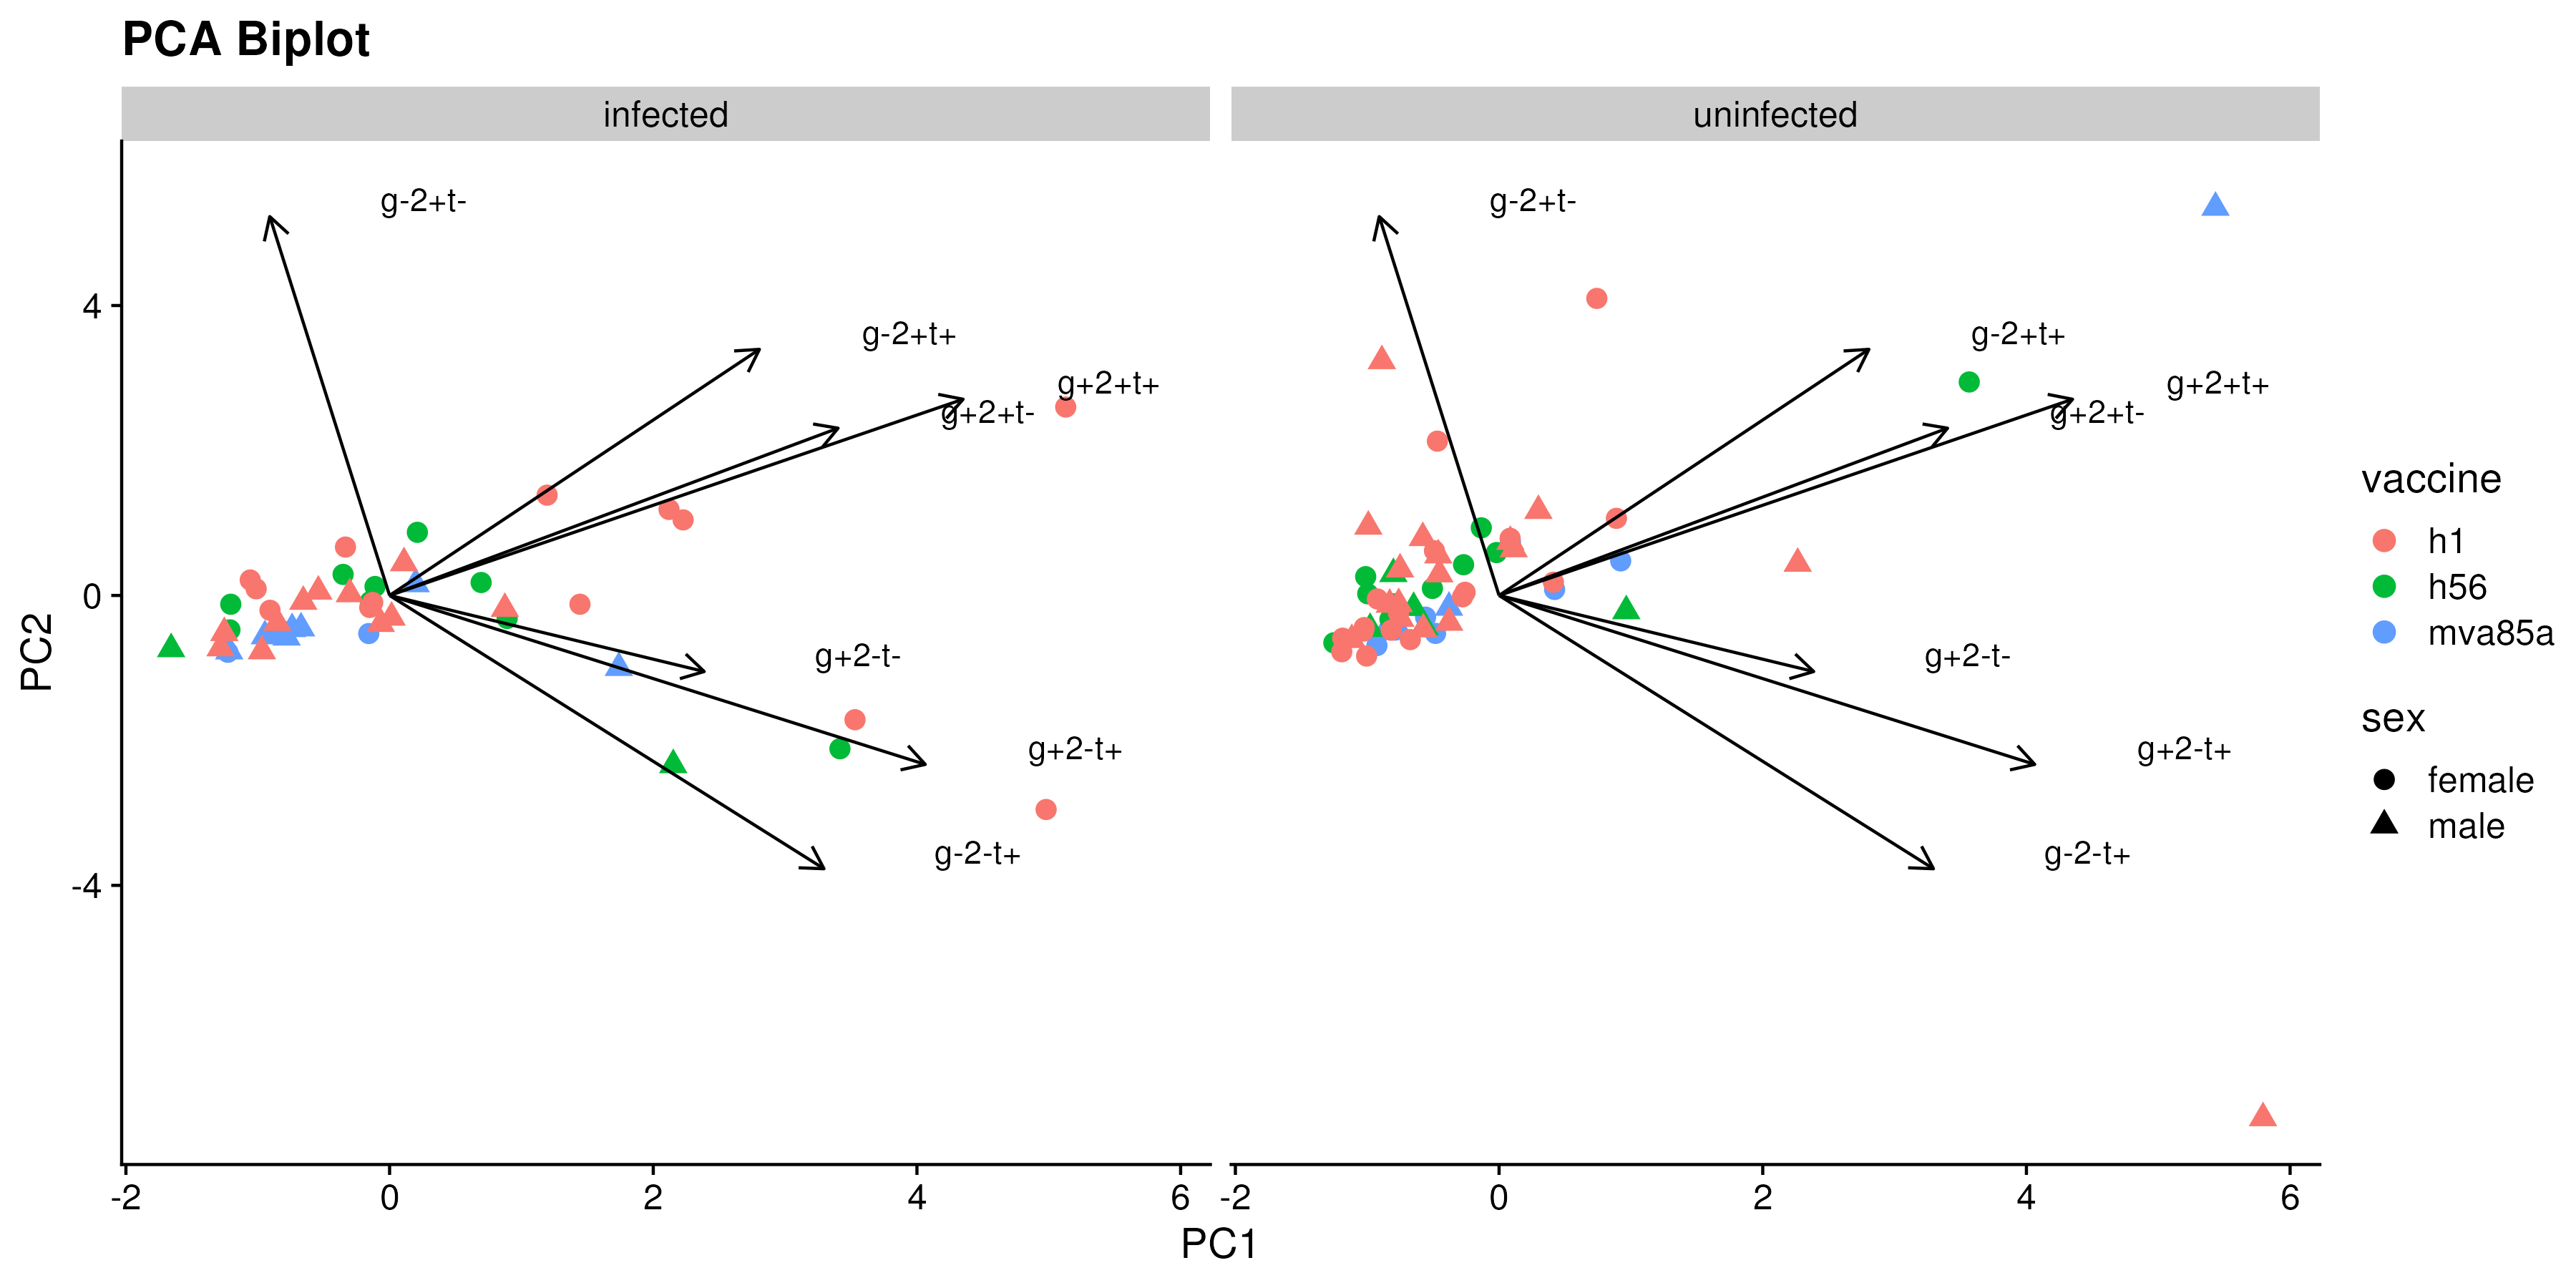 PCA Biplot
infected
uninfected
g-2+t-
g-2+t+
g+2+t+
g+2+t-
g+2-t-
g+2-t+
g-2-t+
g-2+t-
g-2+t+
g+2+t+
g+2+t-
g+2-t-
g+2-t+
g-2-t+
4
0
-4
PC2
-2 0 2 4 6
-2 0 2 4 6
PC1
vaccine
h1
h56
mva85a
sex
female
male